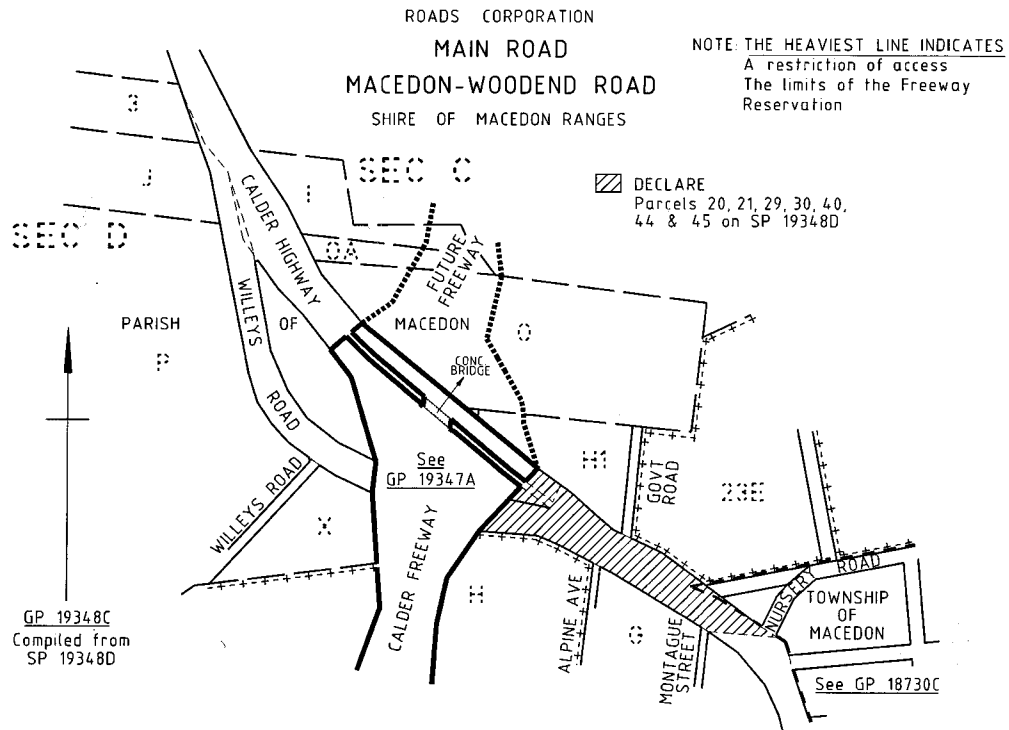 ROADS CORPORATION
MAIN ROAD
MACEDON-WOODEND ROAD
SHIRE OF MACEDON RANGES
NOTE: THE HEAVIEST LINE INDICATES
A restriction of access
The limits of the Freeway
Reservation
DECLARE
Parcels 20, 21, 29, 30, 40,
44 & 45 on SP 19348D
3
J
1
SEC C
SEC D
OA
CALDER HIGHWAY
FUTURE
FREEWAY
WILLEYS
ROAD
PARISH
OF
MACEDON
P
O
CONC.
BRIDGE
See
GP 19347A
H1
GOVT
ROAD
23E
WILLEYS ROAD
X
CALDER FREEWAY
H
ALPINE AVE
G
MONTAGUE
STREET
NURSERY
ROAD
TOWNSHIP
OF
MACEDON
See GP 18730C
GP 19348C
Compiled from
SP 19348D